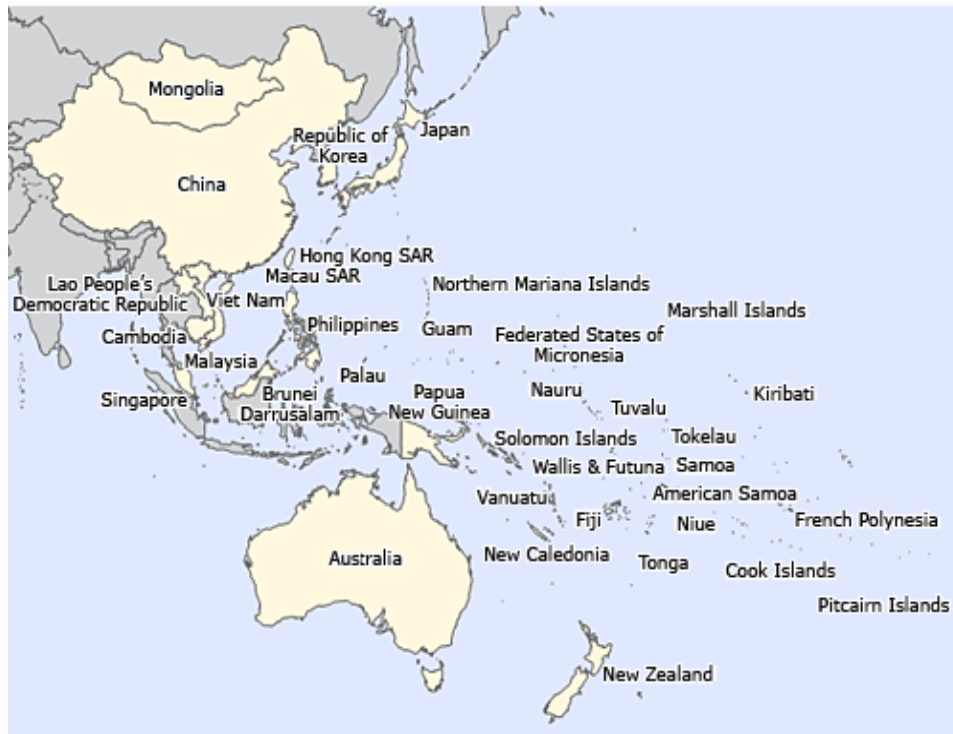 Mongolia
Republic of
Korea
Japan
China
Hong Kong SAR
Macau SAR
Lao People's
Democratic Republic
Viet Nam
Northern Mariana Islands
Marshall Islands
Philippines
Guam
Federated States of
Micronesia
Cambodia
Malaysia
Palau
Singapore
Brunei
Darrusalam
Papua
New Guinea
Nauru
Kiribati
Tuvalu
Solomon Islands
Tokelau
Wallis & Futuna
Samoa
Vanuatu
American Samoa
Fiji
Niue
French Polynesia
Australia
New Caledonia
Tonga
Cook Islands
Pitcairn Islands
New Zealand